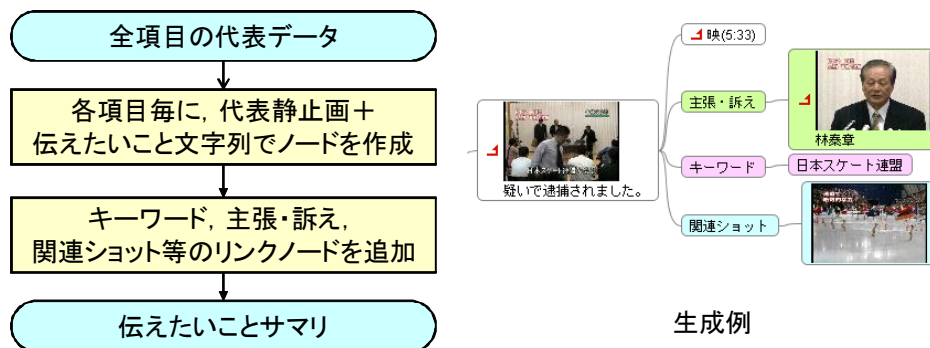 全項目の代表データ
各項目毎に，代表静止画＋
伝えたいこと文字列でノードを作成
キーワード，主張・訴え，
関連ショット等のリンクノードを追加
伝えたいことサマリ
映(5:33)
主張・訴え
林泰章
キーワード
日本スケート連盟
関連ショット
疑いで逮捕されました。
生成例